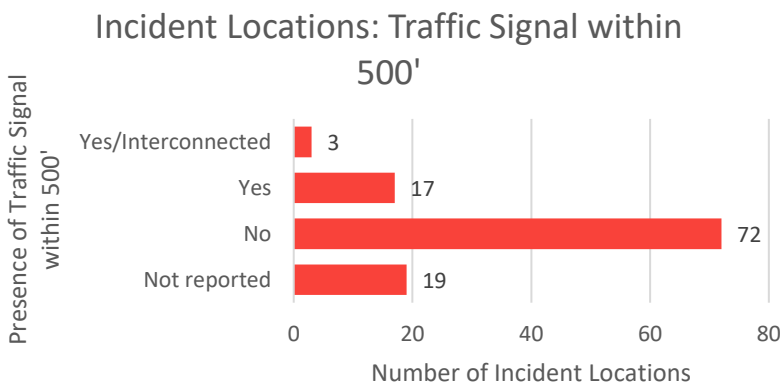 Incident Locations: Traffic Signal within
500'
Presence of Traffic Signal
within 500'
Yes/Interconnected
3
Yes
17
No
72
Not reported
19
0 20 40 60 80
Number of Incident Locations